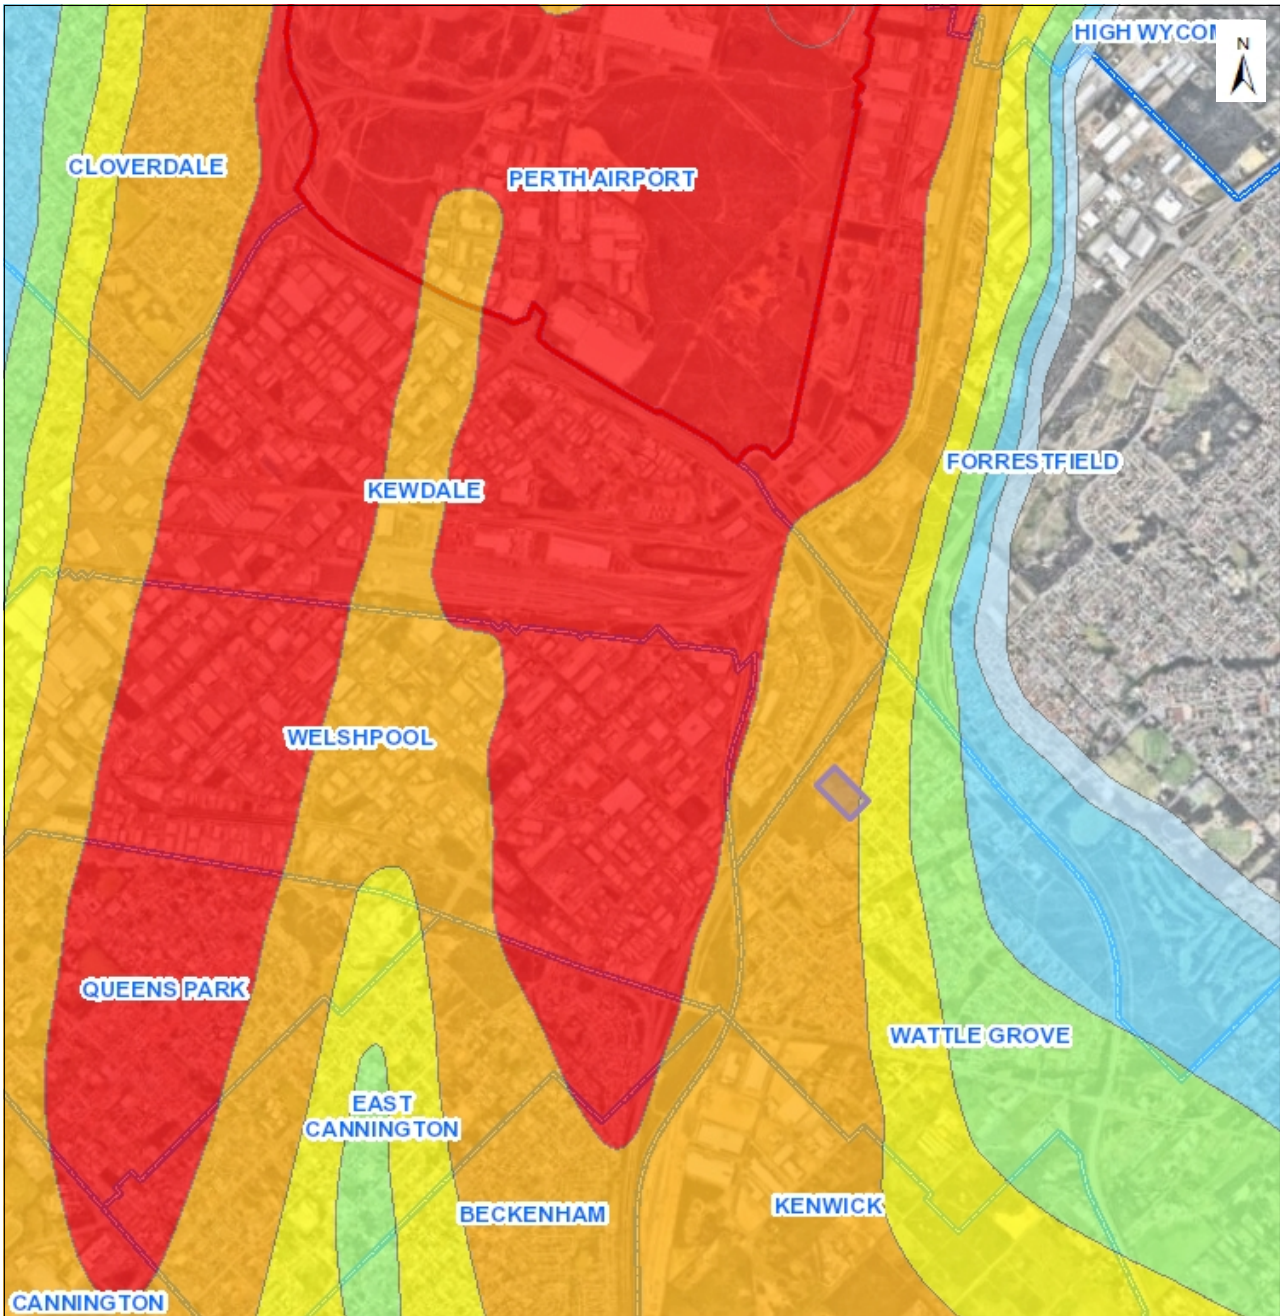 HIGH WYCOM
N
CLOVERDALE
PERTH AIRPORT
FORRESTFIELD
KEWDALE
WELSHPOOL
QUEENS PARK
WATTLE GROVE
EAST
CANNINGTON
KENWICK
BECKENHAM
CANNINGTON